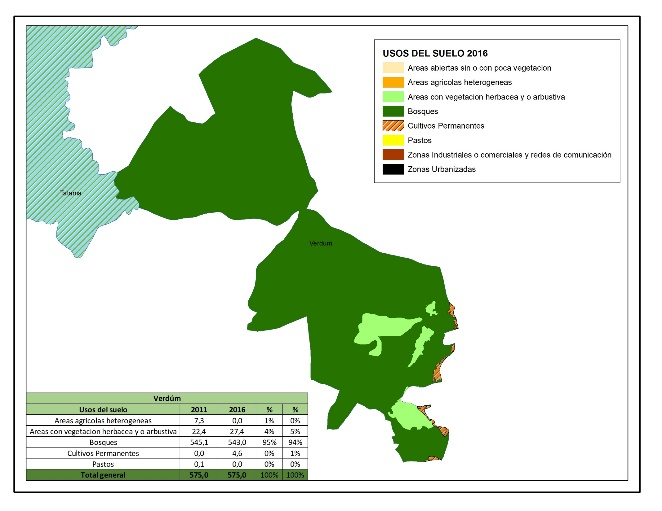 USOS DEL SUELO 2016
Areas abiertas sin o con poca vegetacion
Areas agricolas heterogeneas
Areas con vegetacion herbacea y o arbustiva
Bosques
Cultivos Permanentes
Pastos
Zonas Industriales o comerciales y redes de comunicación
Zonas Urbanizadas
Tatama
Verdum
Verdúm
Usos del suelo 2011 2016 % %
Areas agricolas heterogeneas 7,3 0,0 1% 0%
Areas con vegetacion herbacea y o arbustiva 22,4 27,4 4% 5%
Bosques 545,1 543,0 95% 94%
Cultivos Permanentes 0,0 4,6 0% 1%
Pastos 0,1 0,0 0% 0%
Total general 575,0 575,0 100% 100%